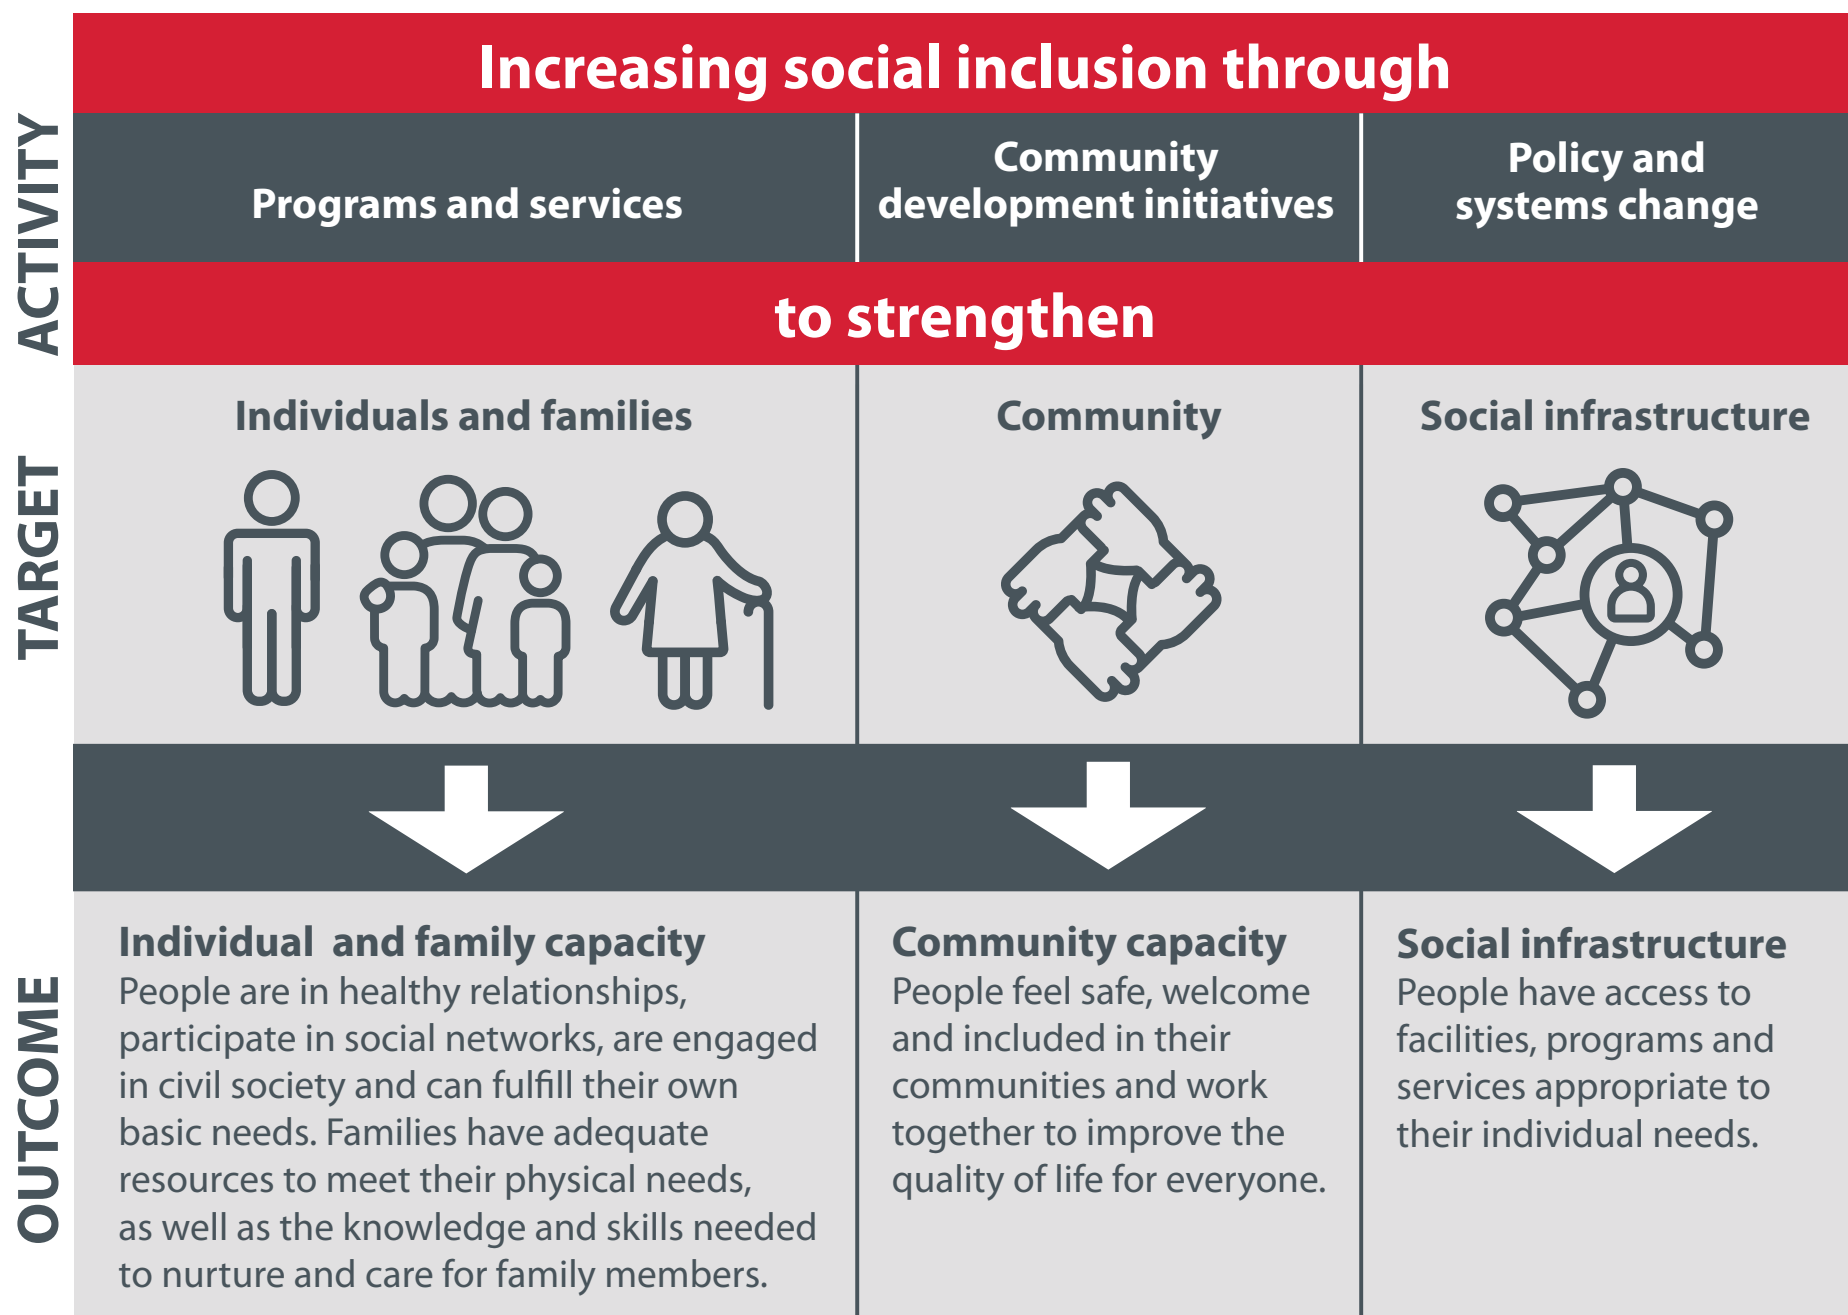 Increasing social inclusion through
ACTIVITY
Programs and services
Community
development initiatives
Policy and
systems change
to strengthen
TARGET
Individuals and families
Community
Social infrastructure
OUTCOME
Individual and family capacity
People are in healthy relationships,
participate in social networks, are engaged
in civil society and can fulfill their own
basic needs. Families have adequate
resources to meet their physical needs,
as well as the knowledge and skills needed
to nurture and care for family members.
Community capacity
People feel safe, welcome
and included in their
communities and work
together to improve the
quality of life for everyone.
Social infrastructure
People have access to
facilities, programs and
services appropriate to
their individual needs.